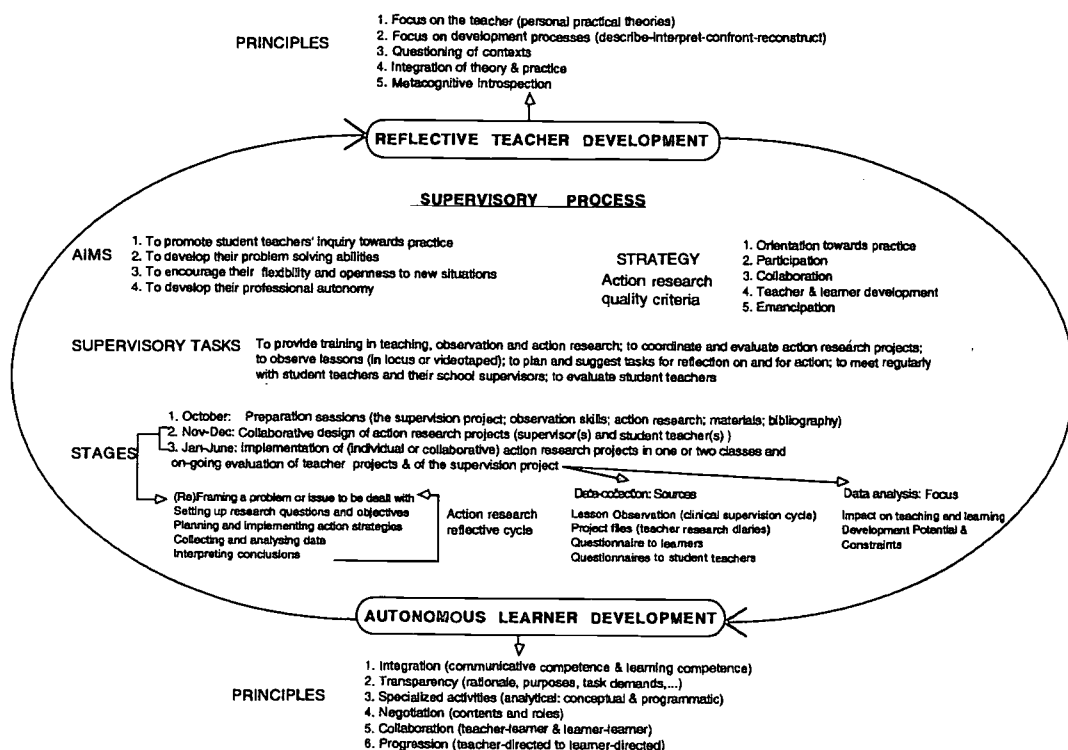 PRINCIPLES
1. Focus on the teacher (personal practical theories)
2. Focus on development processes (describe-interpret-confront-reconstruct)
3. Questioning of contexts
4. Integration of theory & practice
5. Metacognitive Introspection
REFLECTIVE TEACHER DEVELOPMENT
SUPERVISORY PROCESS
AIMS
1. To promote student teachers' inquiry towards practice
2. To develop their problem solving abilities
3. To encourage their flexibility and openness to new situations
4. To develop their professional autonomy
STRATEGY
Action research
quality criteria
1. Orientation towards practice
2. Participation
3. Collaboration
4. Teacher & learner development
5. Emancipation
SUPERVISORY TASKS
To provide training in teaching, observation and action research; to coordinate and evaluate action research projects;
to observe lessons (in locus or videotaped); to plan and suggest tasks for reflection on and for action; to meet regularly
with student teachers and their school supervisors; to evaluate student teachers
STAGES
1. October: Preparation sessions (the supervision project; observation skills; action research; materials; bibliography)
2. Nov-Dec: Collaborative design of action research projects (supervisor(s) and student teacher(s) )
3. Jan-June: Implementation of (individual or collaborative) action research projects in one or two classes and
on-going evaluation of teacher projects & of the supervision project
(Re)Framing a problem or issue to be dealt with
Setting up research questions and objectives
Planning and implementing action strategies
Collecting and analysing data
Interpreting conclusions
Action research
reflective cycle
Data-collection: Sources
Lesson Observation (clinical supervision cycle)
Project files (teacher research diaries)
Questionnaire to learners
Questionnaires to student teachers
Data analysis: Focus
Impact on teaching and learning
Development Potential &
Constraints
AUTONOMOUS LEARNER DEVELOPMENT
PRINCIPLES
1. Integration (communicative competence & learning competence)
2. Transparency (rationale, purposes, task demands,...)
3. Specialized activities (analytical: conceptual & programmatic)
4. Negotiation (contents and roles)
5. Collaboration (teacher-learner & learner-learner)
6. Progression (teacher-directed to learner-directed)